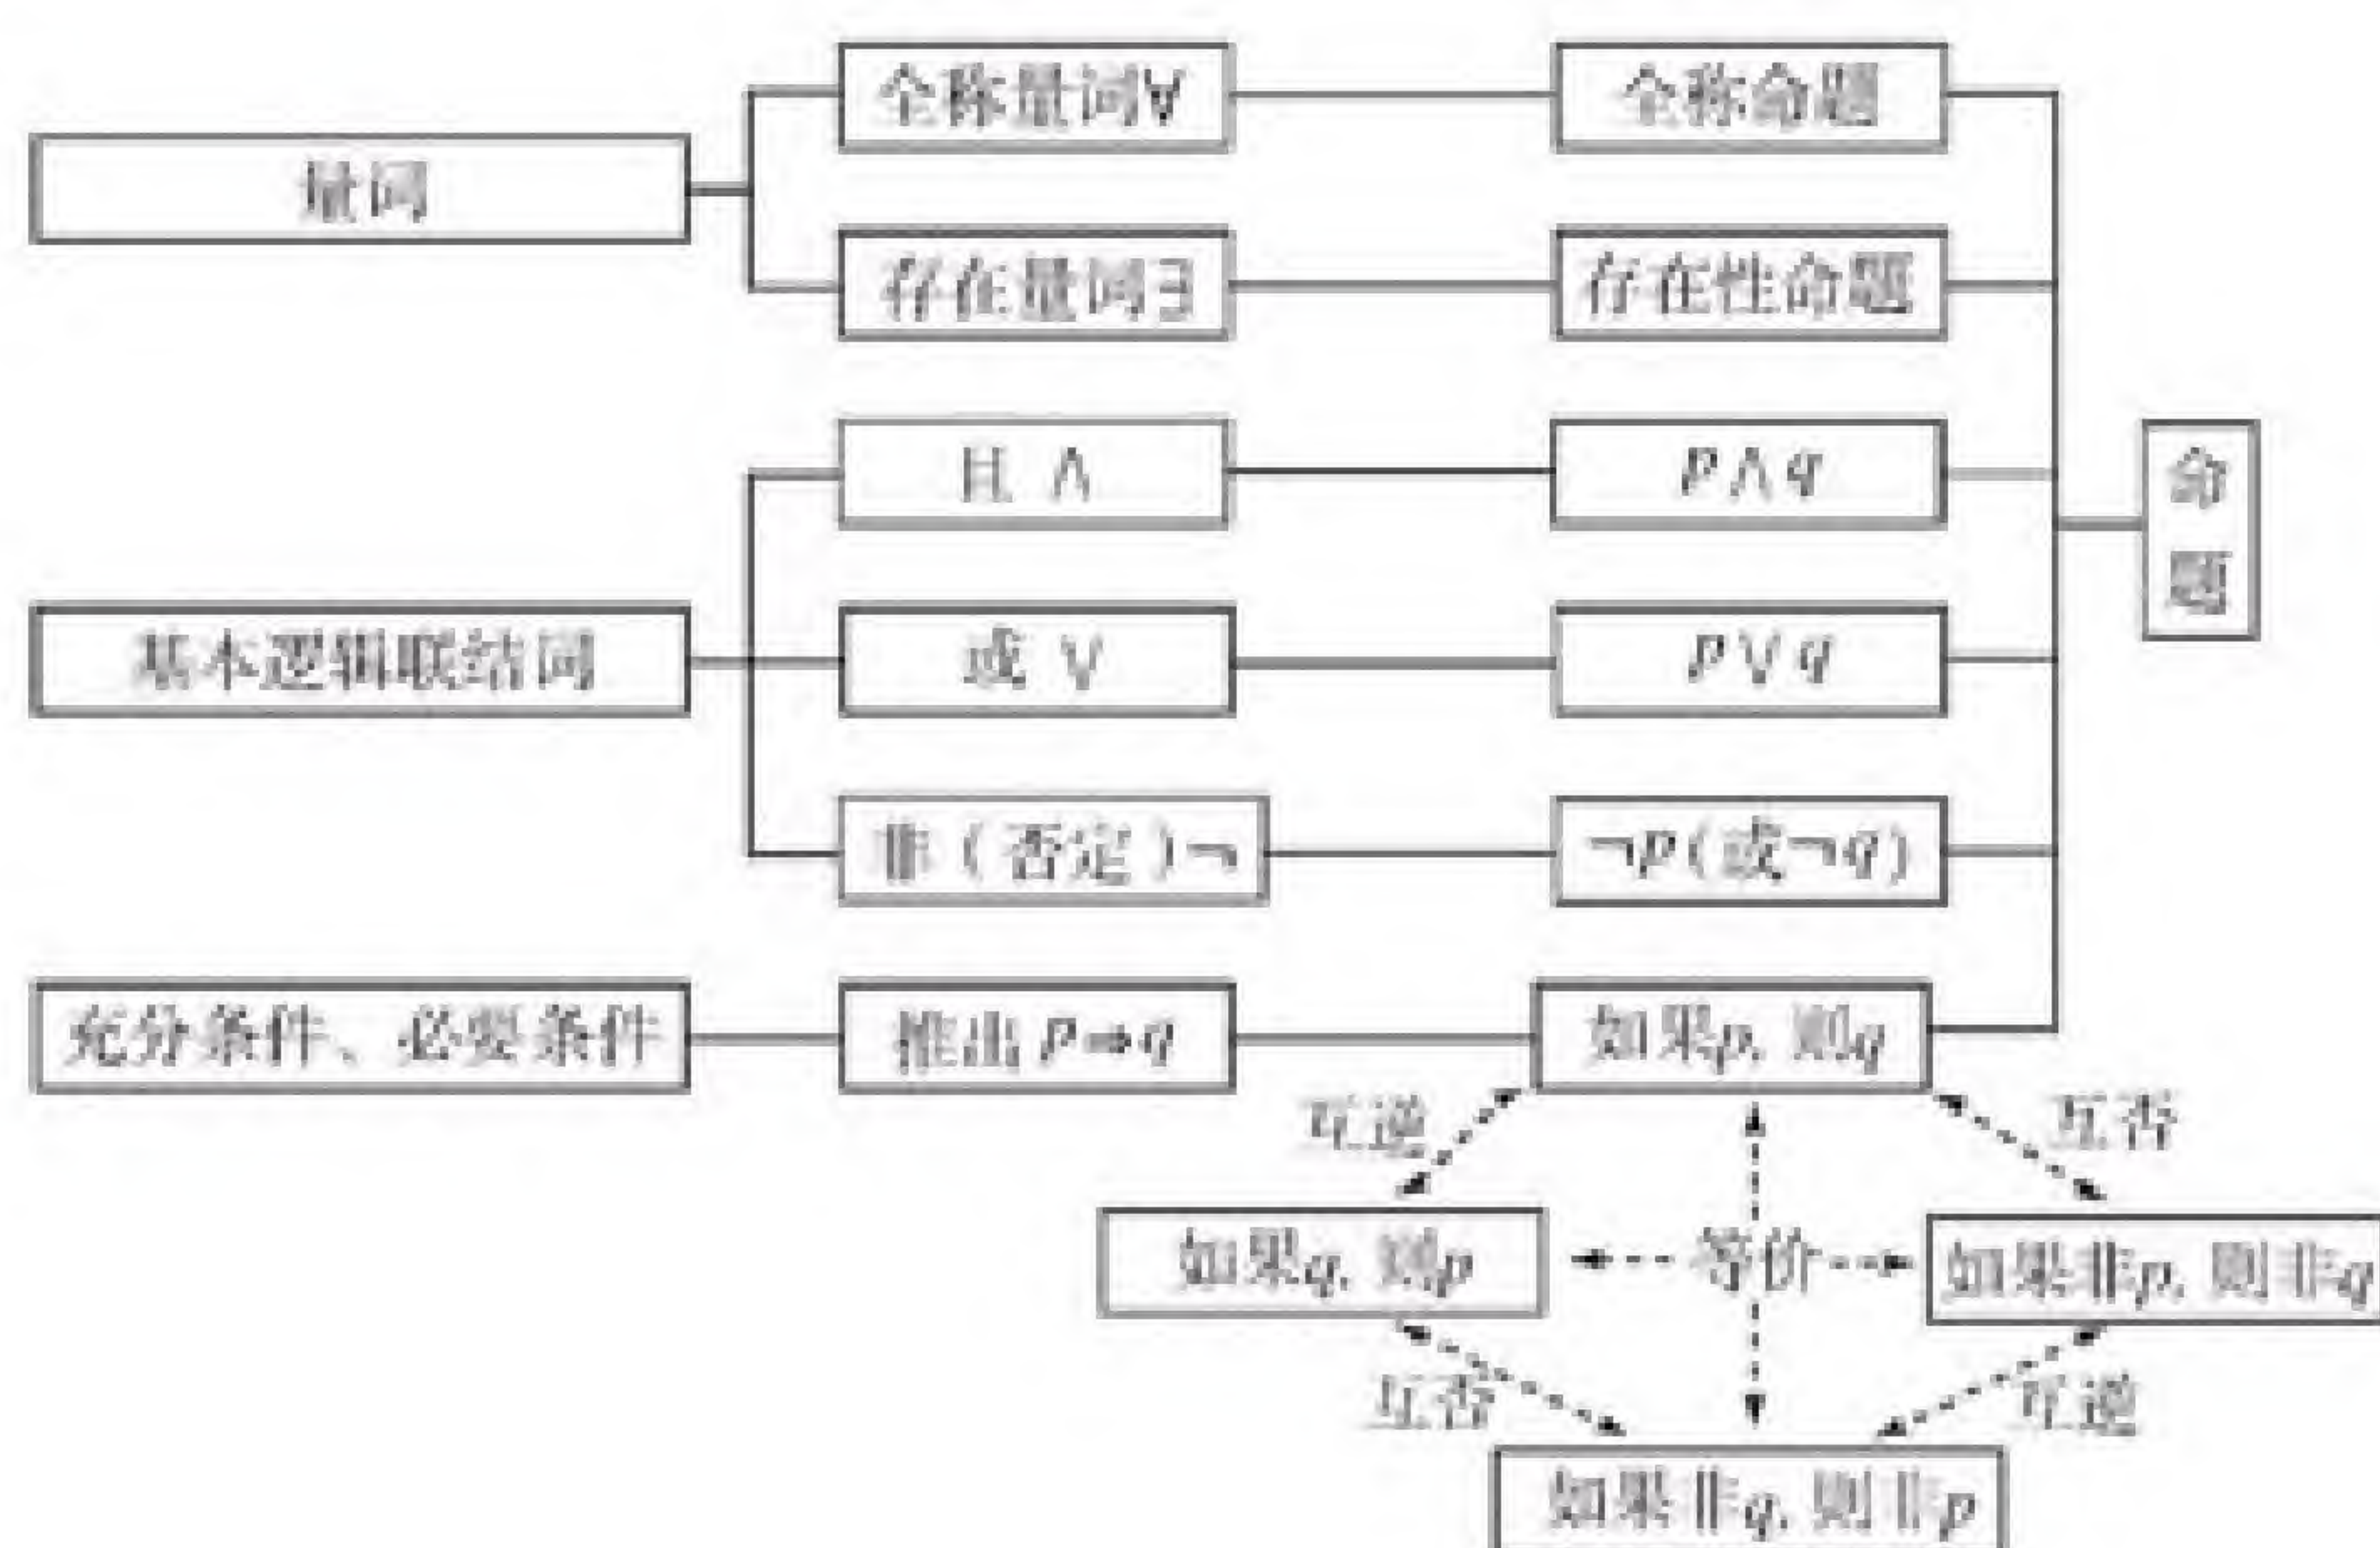 全称量词∀ 全称命题
量词
存在量词∃ 存在性命题
且 ∧ p∧q
命题
基本逻辑联结词 或 ∨ p∨q
非(否定)¬ ¬p(或¬q)
充分条件、必要条件 推出 p⇒q 如果p, 则q
互逆 互否
如果q, 则p 等价 如果非p, 则非q
互否 互逆
如果非q, 则非p